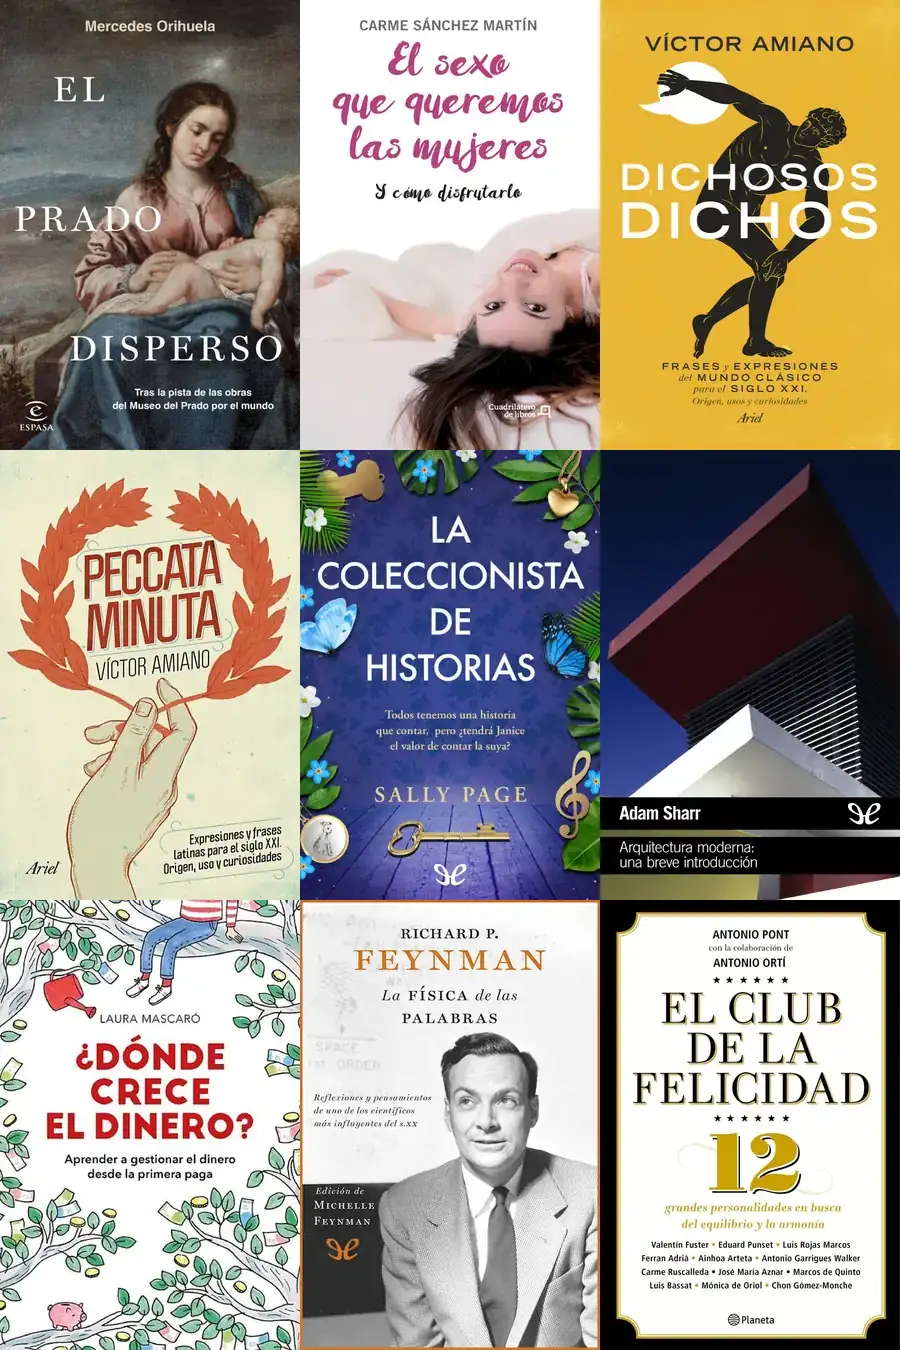 Mercedes Orihuela
EL
PRADO
DISPERSO
Tras la pista de las obras
del Museo del Prado por el mundo
e
ESPASA
CARME SÁNCHEZ MARTÍN
El sexo
que queremos
las mujeres
Y cómo disfrutarlo
Cuadrilátero
de libros
VÍCTOR AMIANO
DICHOSOS
DICHOS
FRASES y EXPRESIONES
del MUNDO CLÁSICO
para el SIGLO XXI.
Origen, usos y curiosidades
Ariel
PECCATA
MINUTA
VÍCTOR AMIANO
Expresiones y frases
latinas para el siglo XXI.
Origen, uso y curiosidades
Ariel
LA
COLECCIONISTA
DE
HISTORIAS
Todos tenemos una historia
que contar, pero ¿tendrá Janice
el valor de contar la suya?
SALLY PAGE
Adam Sharr
Arquitectura moderna:
una breve introducción
LAURA MASCARÓ
¿DÓNDE
CRECE
EL DINERO?
Aprender a gestionar el dinero
desde la primera paga
RICHARD P.
FEYNMAN
La FÍSICA de las
PALABRAS
SPACE
1ST ORDER
Reflexiones y pensamientos
de uno de los científicos
más influyentes del s.xx
Edición de
MICHELLE
FEYNMAN
ANTONIO PONT
con la colaboración de
ANTONIO ORTÍ
EL CLUB
DE LA
FELICIDAD
12
grandes personalidades en busca
del equilibrio y la armonía
Valentín Fuster • Eduard Punset • Luis Rojas Marcos
Ferran Adrià • Ainhoa Arteta • Antonio Garrigues Walker
Carme Ruscalleda • José María Aznar • Marcos de Quinto
Luis Bassat • Mónica de Oriol • Chon Gómez-Monche
Planeta